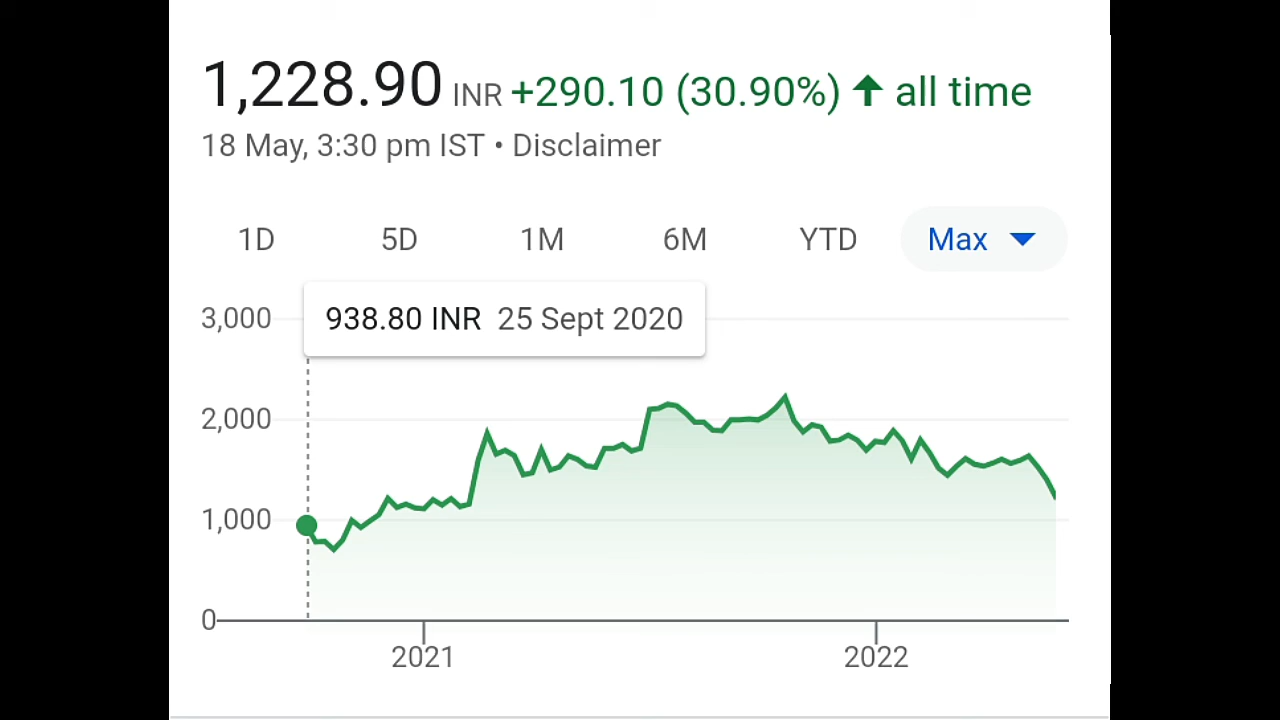 1,228.90 INR +290.10 (30.90%) ↑ all time
18 May, 3:30 pm IST • Disclaimer
1D 5D 1M 6M YTD Max
3,000
938.80 INR 25 Sept 2020
2,000
1,000
0
2021 2022